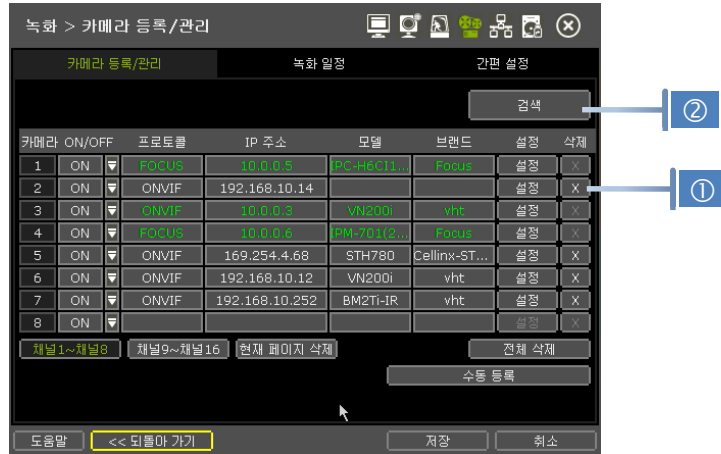 녹화 > 카메라 등록/관리
카메라 등록/관리 녹화 일정 간편 설정
검색 ②
카메라 ON/OFF 프로토콜 IP 주소 모델 브랜드 설정 삭제
1 ON FOCUS 10.0.0.5 IPC-H6CI1... Focus 설정 X
2 ON ONVIF 192.168.10.14 설정 X ①
3 ON ONVIF 10.0.0.3 VN200i vht 설정 X
4 ON FOCUS 10.0.0.6 IPM-701(2... Focus 설정 X
5 ON ONVIF 169.254.4.68 STH780 Cellinx-ST... 설정 X
6 ON ONVIF 192.168.10.12 VN200i vht 설정 X
7 ON ONVIF 192.168.10.252 BM2Ti-IR vht 설정 X
8 ON 설정 X
채널1~채널8 채널9~채널16 현재 페이지 삭제 전체 삭제
수동 등록
도움말 << 되돌아 가기 저장 취소